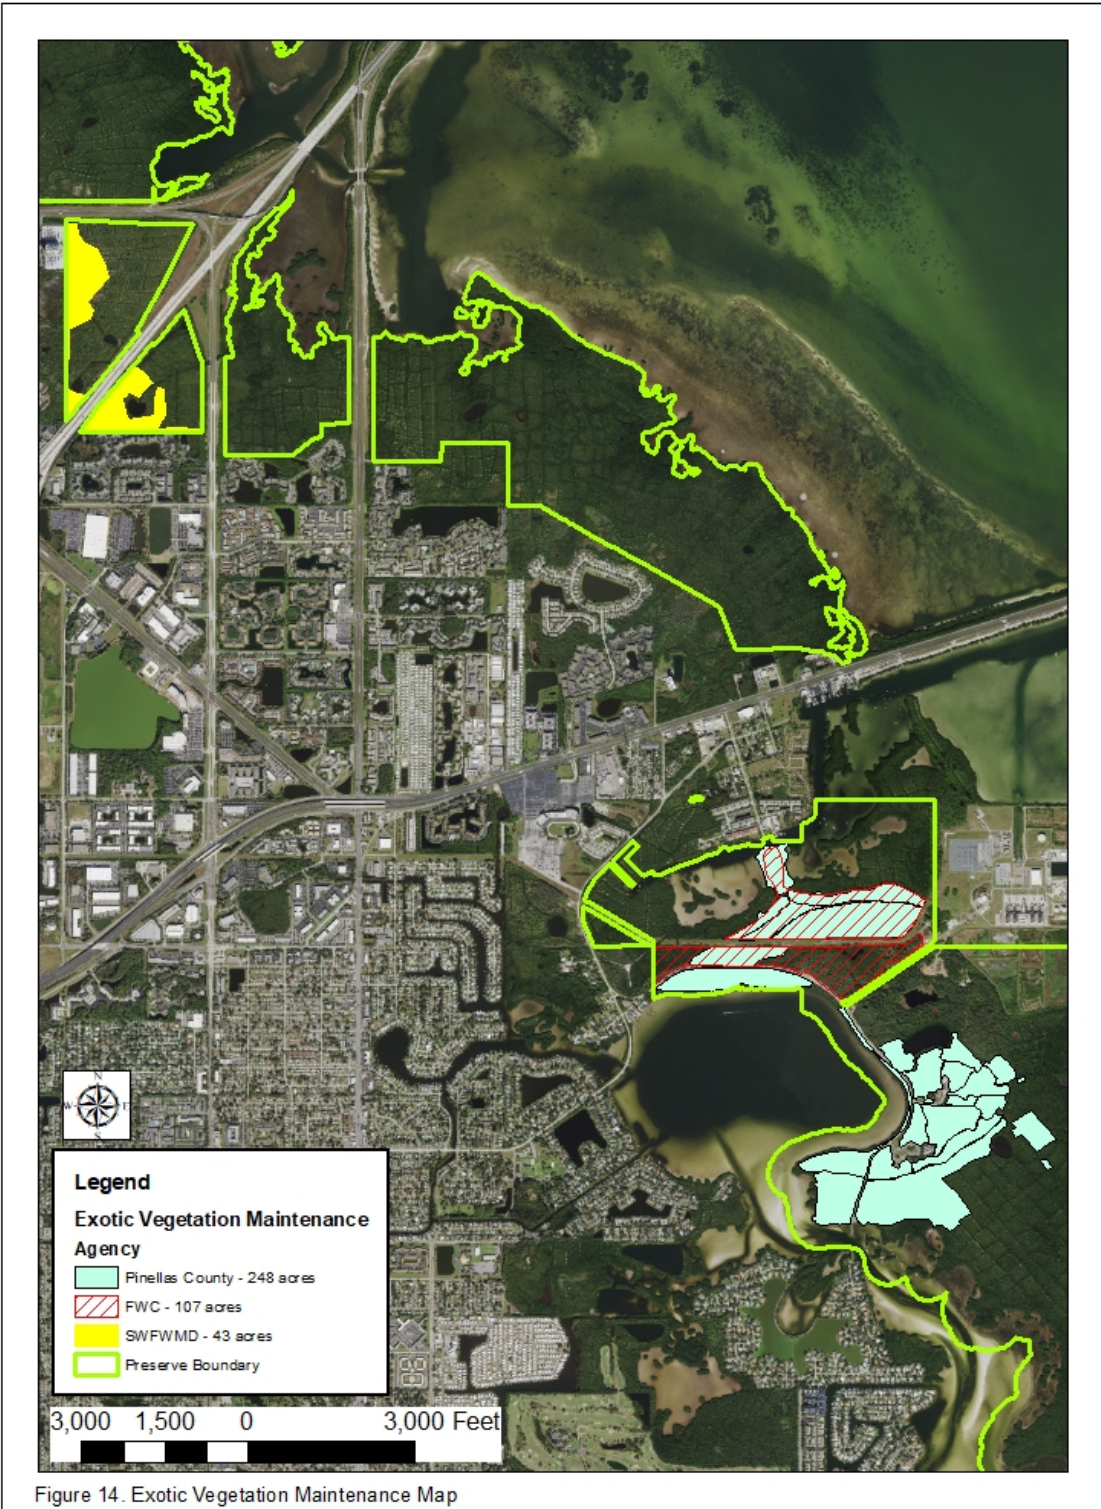 N
W
E
S
Legend
Exotic Vegetation Maintenance
Agency
Pinellas County - 248 acres
FWC - 107 acres
SWFWMD - 43 acres
Preserve Boundary
3,000 1,500 0 3,000 Feet
Figure 14. Exotic Vegetation Maintenance Map